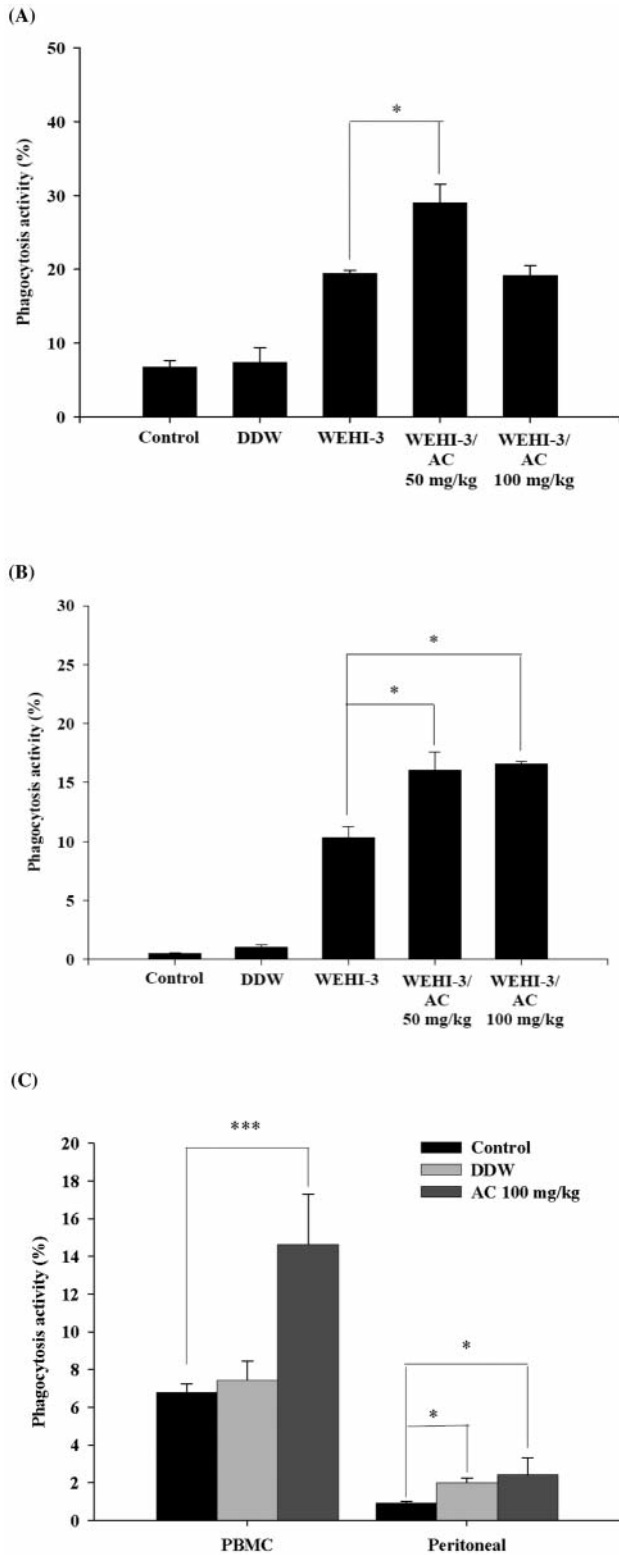 (A)
Phagocytosis activity (%)
50
40
30
20
10
0
*
Control
DDW
WEHI-3
WEHI-3/
AC
50 mg/kg
WEHI-3/
AC
100 mg/kg
(B)
Phagocytosis activity (%)
30
25
20
15
10
5
0
*
*
Control
DDW
WEHI-3
WEHI-3/
AC
50 mg/kg
WEHI-3/
AC
100 mg/kg
(C)
Phagocytosis activity (%)
20
18
16
14
12
10
8
6
4
2
0
***
*
*
Control
DDW
AC 100 mg/kg
PBMC
Peritoneal